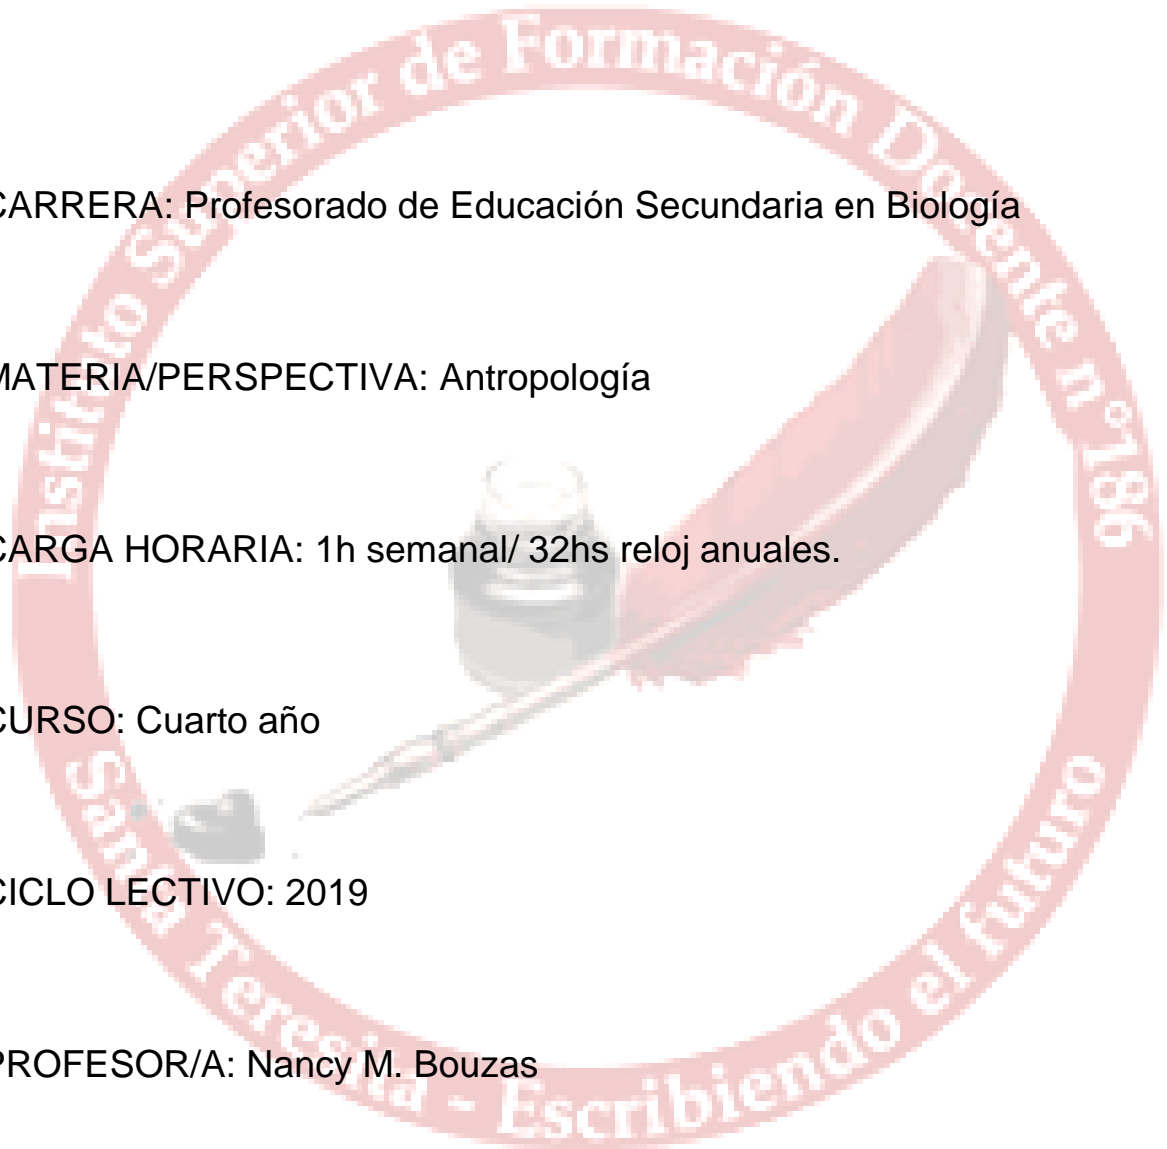 Instituto Superior de Formación Docente n°186
CARRERA: Profesorado de Educación Secundaria en Biología
MATERIA/PERSPECTIVA: Antropología
CARGA HORARIA: 1h semanal/ 32hs reloj anuales.
CURSO: Cuarto año
CICLO LECTIVO: 2019
PROFESOR/A: Nancy M. Bouzas
Santa Teresita - Escribiendo el futuro